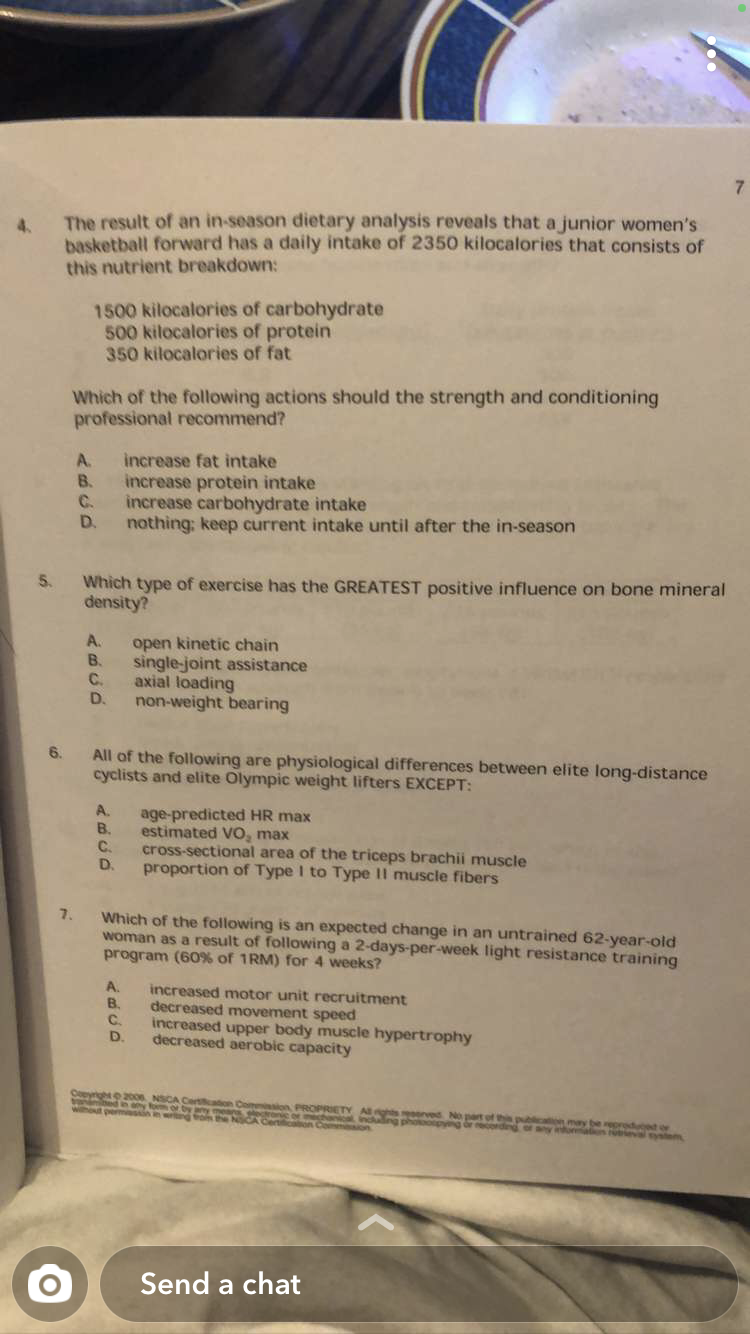 7
4. The result of an in-season dietary analysis reveals that a junior women's
basketball forward has a daily intake of 2350 kilocalories that consists of
this nutrient breakdown:
1500 kilocalories of carbohydrate
500 kilocalories of protein
350 kilocalories of fat
Which of the following actions should the strength and conditioning
professional recommend?
A. increase fat intake
B. increase protein intake
C. increase carbohydrate intake
D. nothing; keep current intake until after the in-season
5. Which type of exercise has the GREATEST positive influence on bone mineral
density?
A. open kinetic chain
B. single-joint assistance
C. axial loading
D. non-weight bearing
6. All of the following are physiological differences between elite long-distance
cyclists and elite Olympic weight lifters EXCEPT:
A. age-predicted HR max
B. estimated VO₂ max
C. cross-sectional area of the triceps brachii muscle
D. proportion of Type I to Type II muscle fibers
7. Which of the following is an expected change in an untrained 62-year-old
woman as a result of following a 2-days-per-week light resistance training
program (60% of 1RM) for 4 weeks?
A. increased motor unit recruitment
B. decreased movement speed
C. increased upper body muscle hypertrophy
D. decreased aerobic capacity
Copyright © 2006. NSCA Certification Commission, PROPRIETY. All rights reserved. No part of this publication may be reproduced or
transmitted in any form or by any means, electronic or mechanical, including photocopying or recording, or any information retrieval system,
without permission in writing from the NSCA Certification Commission.
Send a chat